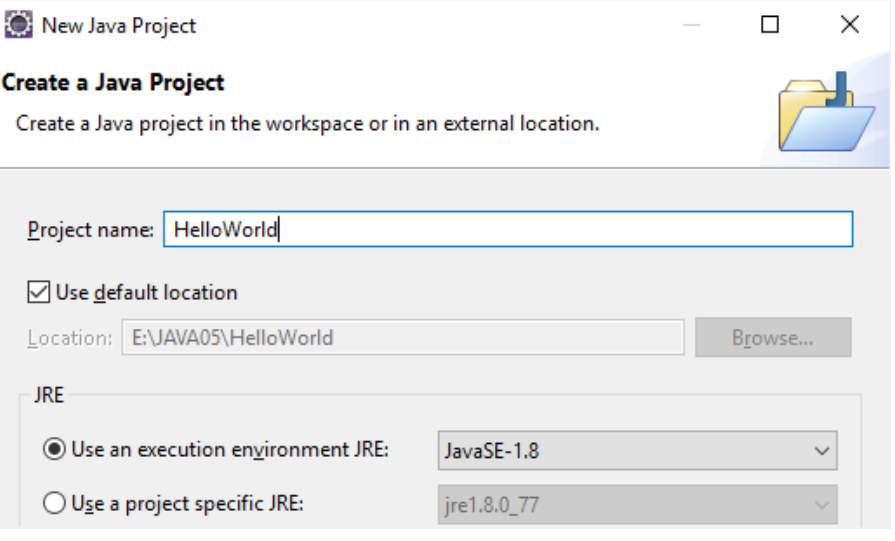 New Java Project
Create a Java Project
Create a Java project in the workspace or in an external location.
Project name: HelloWorld
Use default location
Location: E:\JAVA05\HelloWorld Browse...
JRE
Use an execution environment JRE: JavaSE-1.8
Use a project specific JRE: jre1.8.0_77